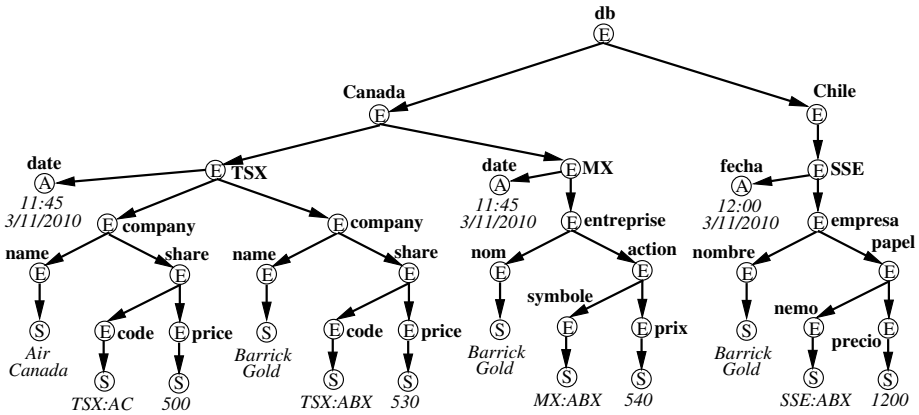 db
E
Canada
E
Chile
E
date
A
11:45
3/11/2010
E TSX
date
A
11:45
3/11/2010
E MX
fecha
A
12:00
3/11/2010
E SSE
E company
E company
E entreprise
E empresa
name
E
share
E
name
E
share
E
nom
E
action
E
nombre
E
papel
E
S
Air
Canada
E code
E price
S
Barrick
Gold
E code
E price
S
Barrick
Gold
symbole
E
E prix
S
Barrick
Gold
nemo
E
precio E
S
TSX:AC
S
500
S
TSX:ABX
S
530
S
MX:ABX
S
540
S
SSE:ABX
S
1200